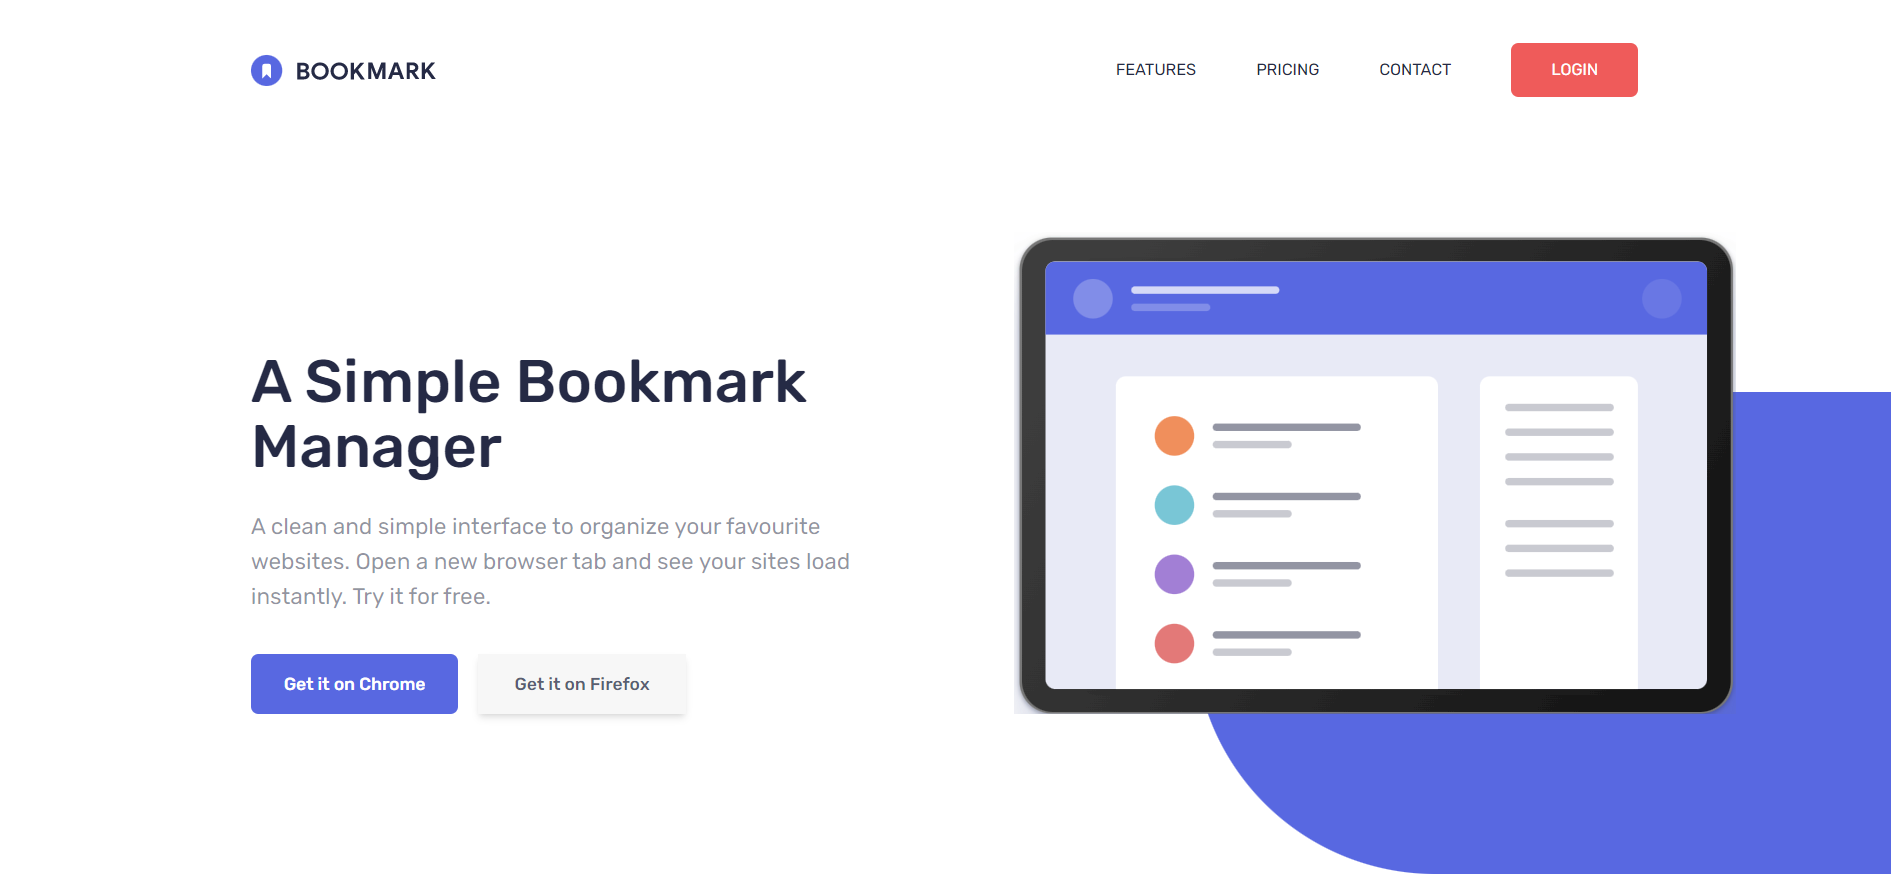 BOOKMARK
FEATURES
PRICING
CONTACT
LOGIN
A Simple Bookmark
Manager
A clean and simple interface to organize your favourite
websites. Open a new browser tab and see your sites load
instantly. Try it for free.
Get it on Chrome
Get it on Firefox